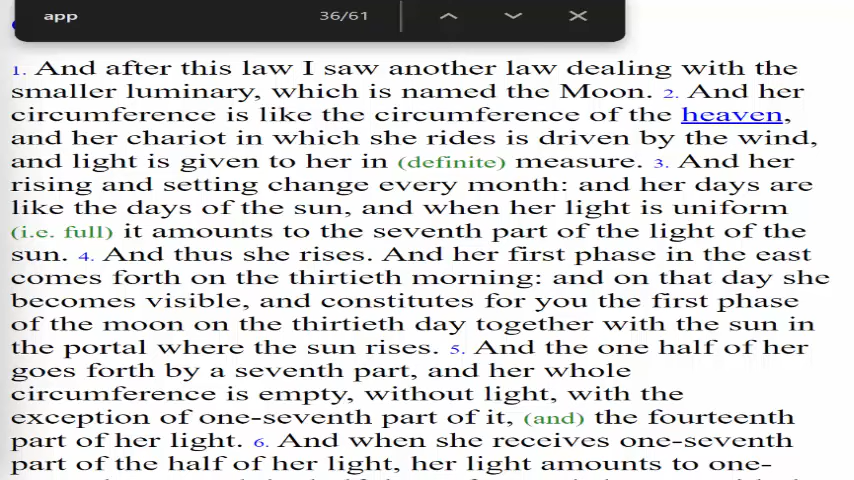 app 36/61
1. And after this law I saw another law dealing with the
smaller luminary, which is named the Moon. 2. And her
circumference is like the circumference of the heaven,
and her chariot in which she rides is driven by the wind,
and light is given to her in (definite) measure. 3. And her
rising and setting change every month: and her days are
like the days of the sun, and when her light is uniform
(i.e. full) it amounts to the seventh part of the light of the
sun. 4. And thus she rises. And her first phase in the east
comes forth on the thirtieth morning: and on that day she
becomes visible, and constitutes for you the first phase
of the moon on the thirtieth day together with the sun in
the portal where the sun rises. 5. And the one half of her
goes forth by a seventh part, and her whole
circumference is empty, without light, with the
exception of one-seventh part of it, (and) the fourteenth
part of her light. 6. And when she receives one-seventh
part of the half of her light, her light amounts to one-